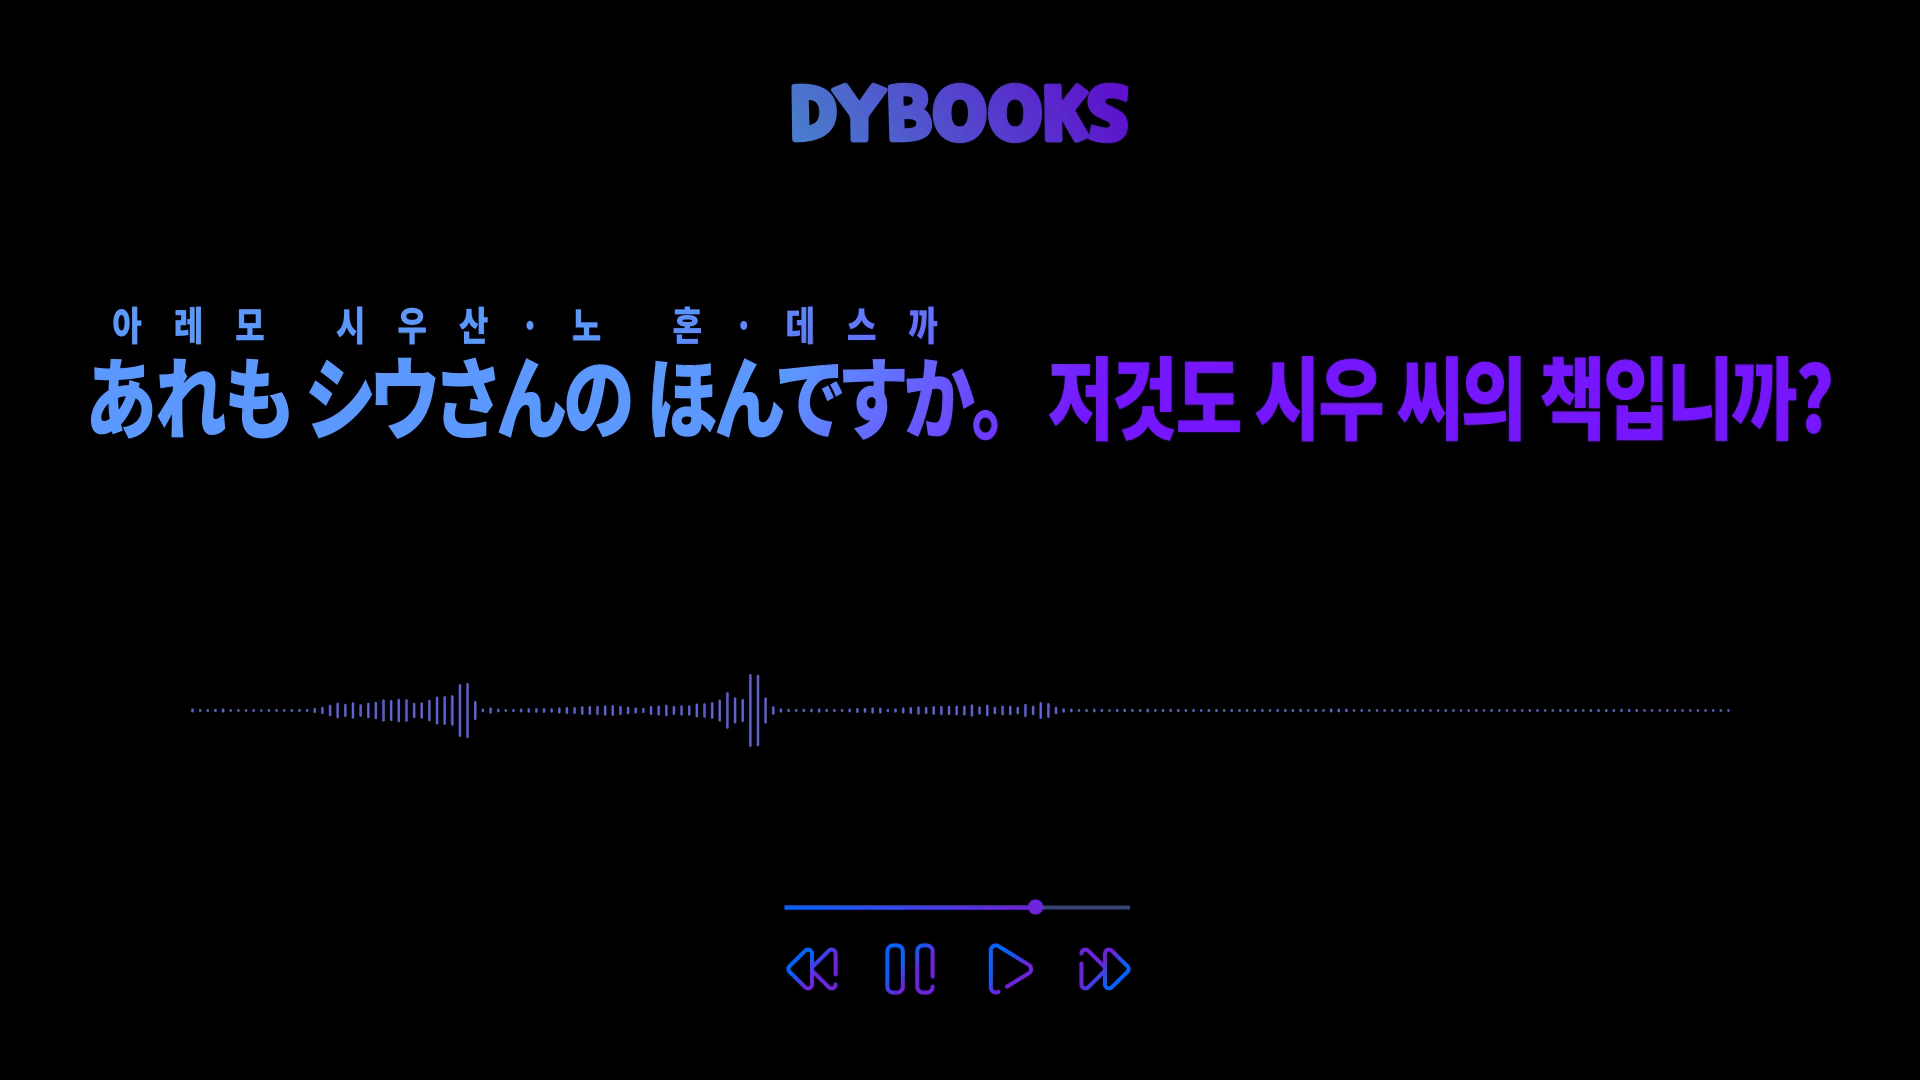 DYBOOKS
아 레 모 시 우 산 · 노 혼 · 데 스 까
あれも シウさんの ほんですか。 저것도 시우 씨의 책입니까?